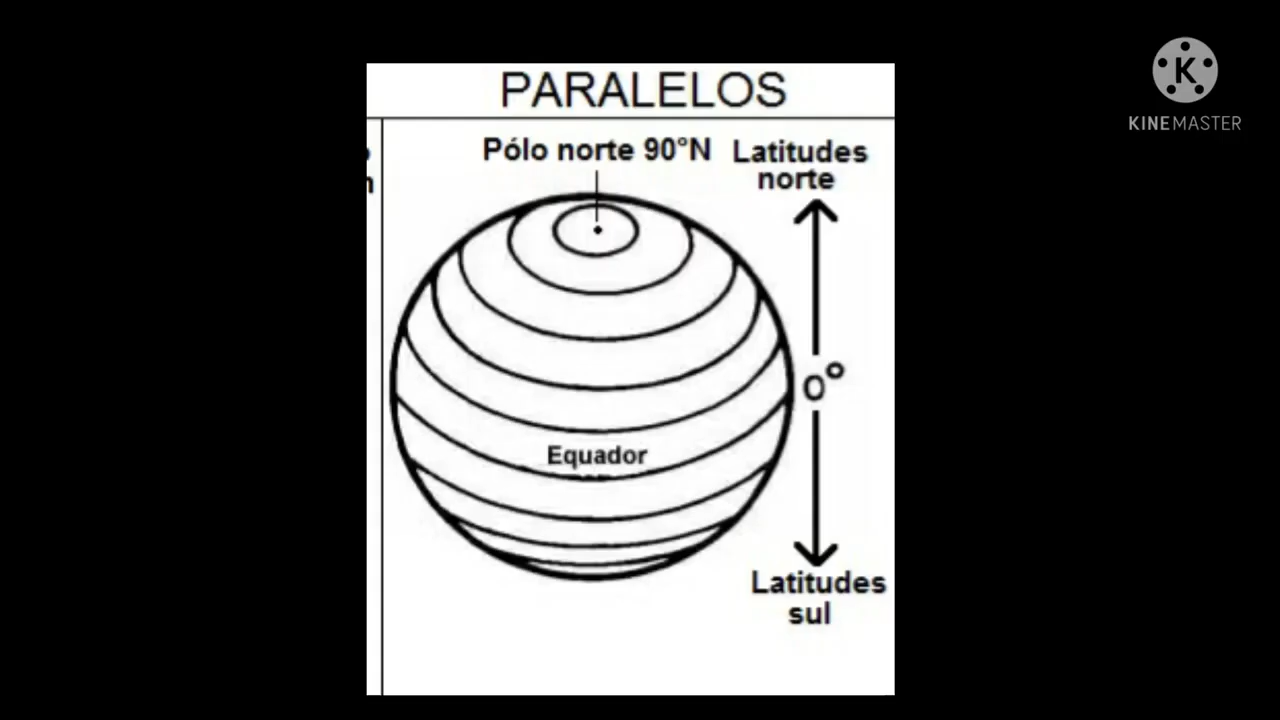 PARALELOS
Pólo norte 90°N
Latitudes
norte
0°
Equador
Latitudes
sul
KINEMASTER